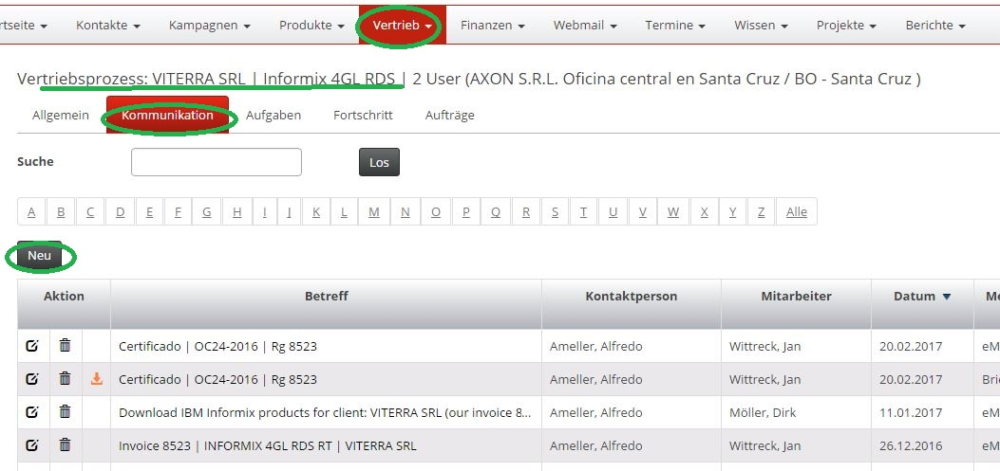 rtseite Kontakte Kampagnen Produkte Vertrieb Finanzen Webmail Termine Wissen Projekte Berichte
Vertriebsprozess: VITERRA SRL | Informix 4GL RDS | 2 User (AXON S.R.L. Oficina central en Santa Cruz / BO - Santa Cruz )
Allgemein Kommunikation Aufgaben Fortschritt Aufträge
Suche Los
A B C D E F G H I J K L M N O P Q R S T U V W X Y Z Alle
Neu
Aktion Betreff Kontaktperson Mitarbeiter Datum Me
Certificado | OC24-2016 | Rg 8523 Ameller, Alfredo Wittreck, Jan 20.02.2017 eM
Certificado | OC24-2016 | Rg 8523 Ameller, Alfredo Wittreck, Jan 20.02.2017 Bri
Download IBM Informix products for client: VITERRA SRL (our invoice 8... Ameller, Alfredo Möller, Dirk 11.01.2017 eM
Invoice 8523 | INFORMIX 4GL RDS RT | VITERRA SRL Ameller, Alfredo Wittreck, Jan 26.12.2016 eM